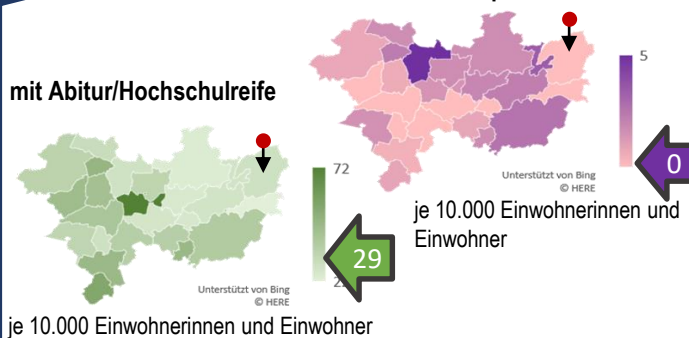 mit Abitur/Hochschulreife
5
0
Unterstützt von Bing
© HERE
je 10.000 Einwohnerinnen und
Einwohner
72
29
Unterstützt von Bing
© HERE
je 10.000 Einwohnerinnen und Einwohner